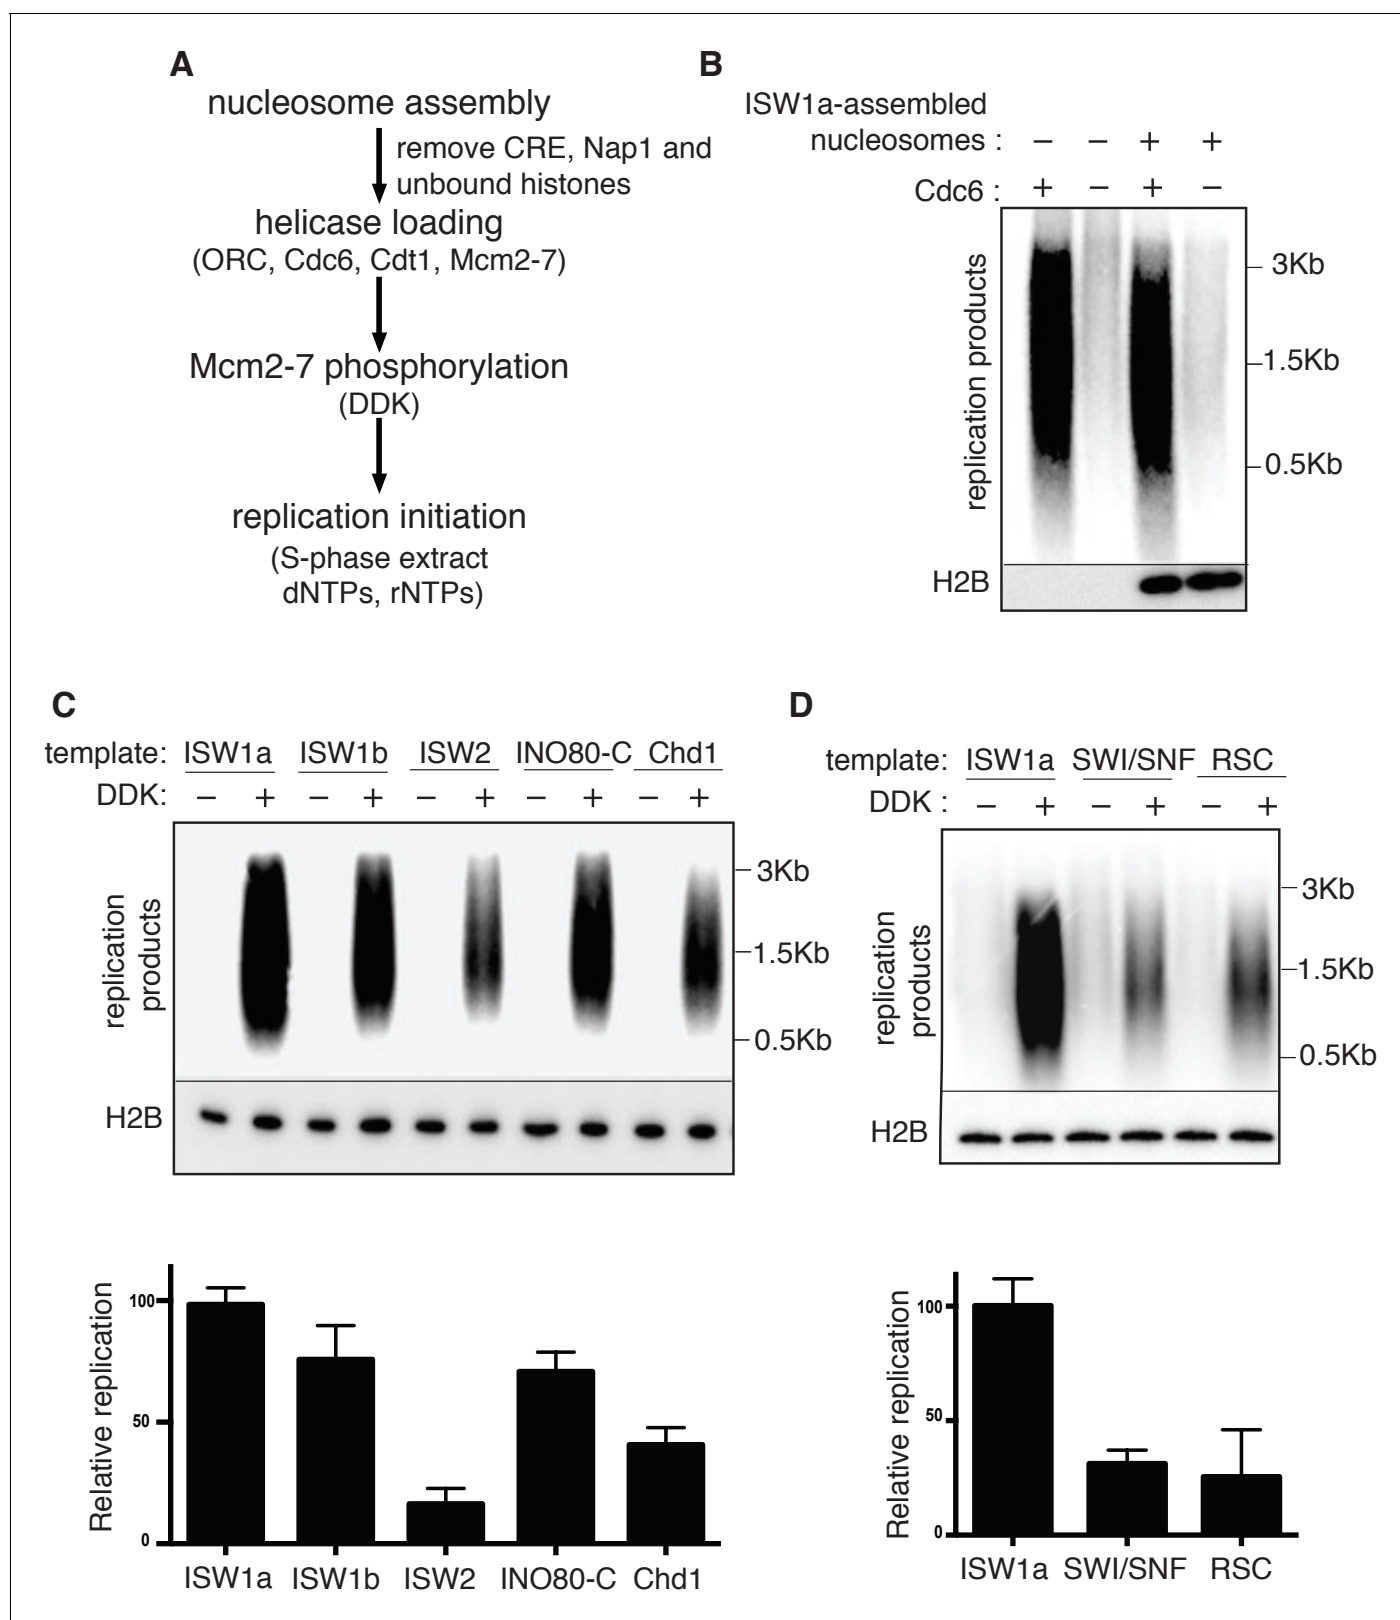 A
nucleosome assembly
remove CRE, Nap1 and
unbound histones
helicase loading
(ORC, Cdc6, Cdt1, Mcm2-7)
Mcm2-7 phosphorylation
(DDK)
replication initiation
(S-phase extract
dNTPs, rNTPs)
B
ISW1a-assembled
nucleosomes : − − + +
Cdc6 : + − + −
replication products
3Kb
1.5Kb
0.5Kb
H2B
C
template: ISW1a ISW1b ISW2 INO80-C Chd1
DDK: − + − + − + − + − +
replication
products
3Kb
1.5Kb
0.5Kb
H2B
Relative replication
100
50
0
ISW1a ISW1b ISW2 INO80-C Chd1
D
template: ISW1a SWI/SNF RSC
DDK : − + − + − +
replication
products
3Kb
1.5Kb
0.5Kb
H2B
Relative replication
100
50
0
ISW1a SWI/SNF RSC